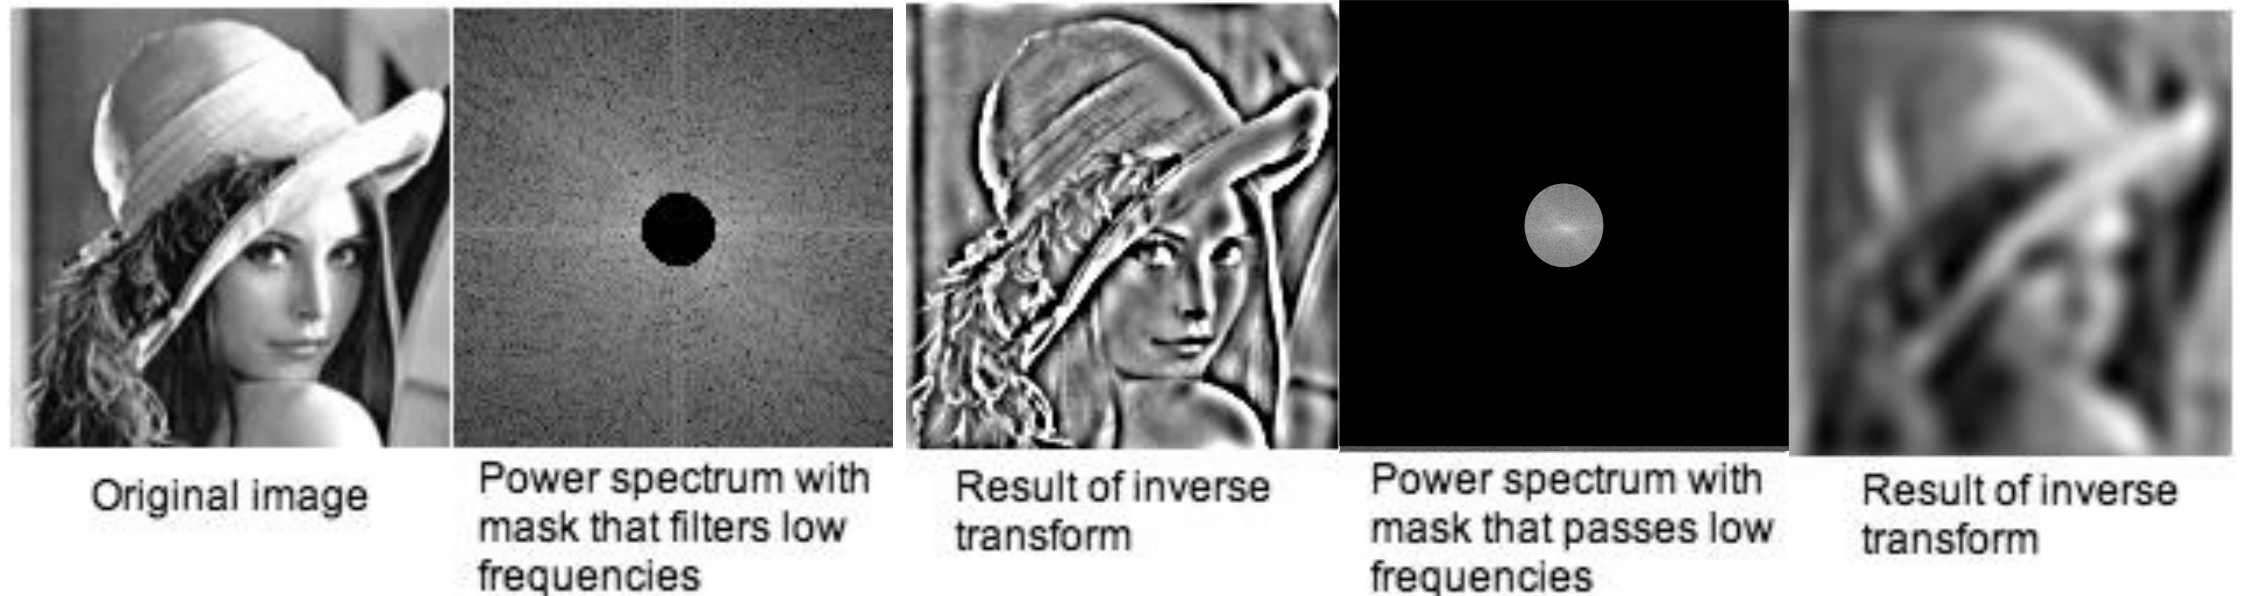 Original image
Power spectrum with
mask that filters low
frequencies
Result of inverse
transform
Power spectrum with
mask that passes low
frequencies
Result of inverse
transform